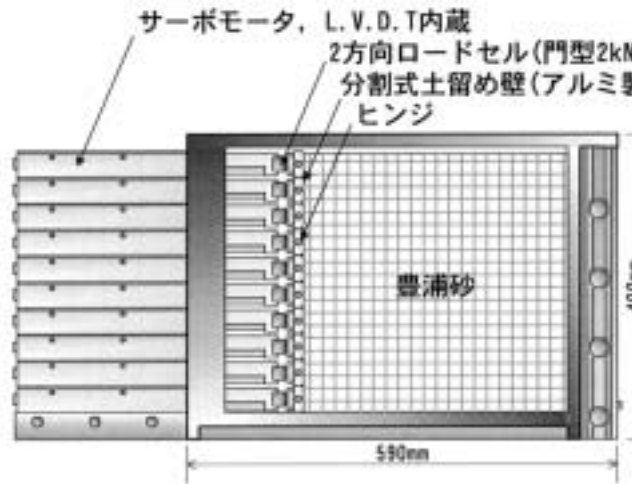 サーボモータ, L.V.D.T内蔵
2方向ロードセル(門型2kN
分割式土留め壁(アルミ製
ヒンジ
豊浦砂
590mm